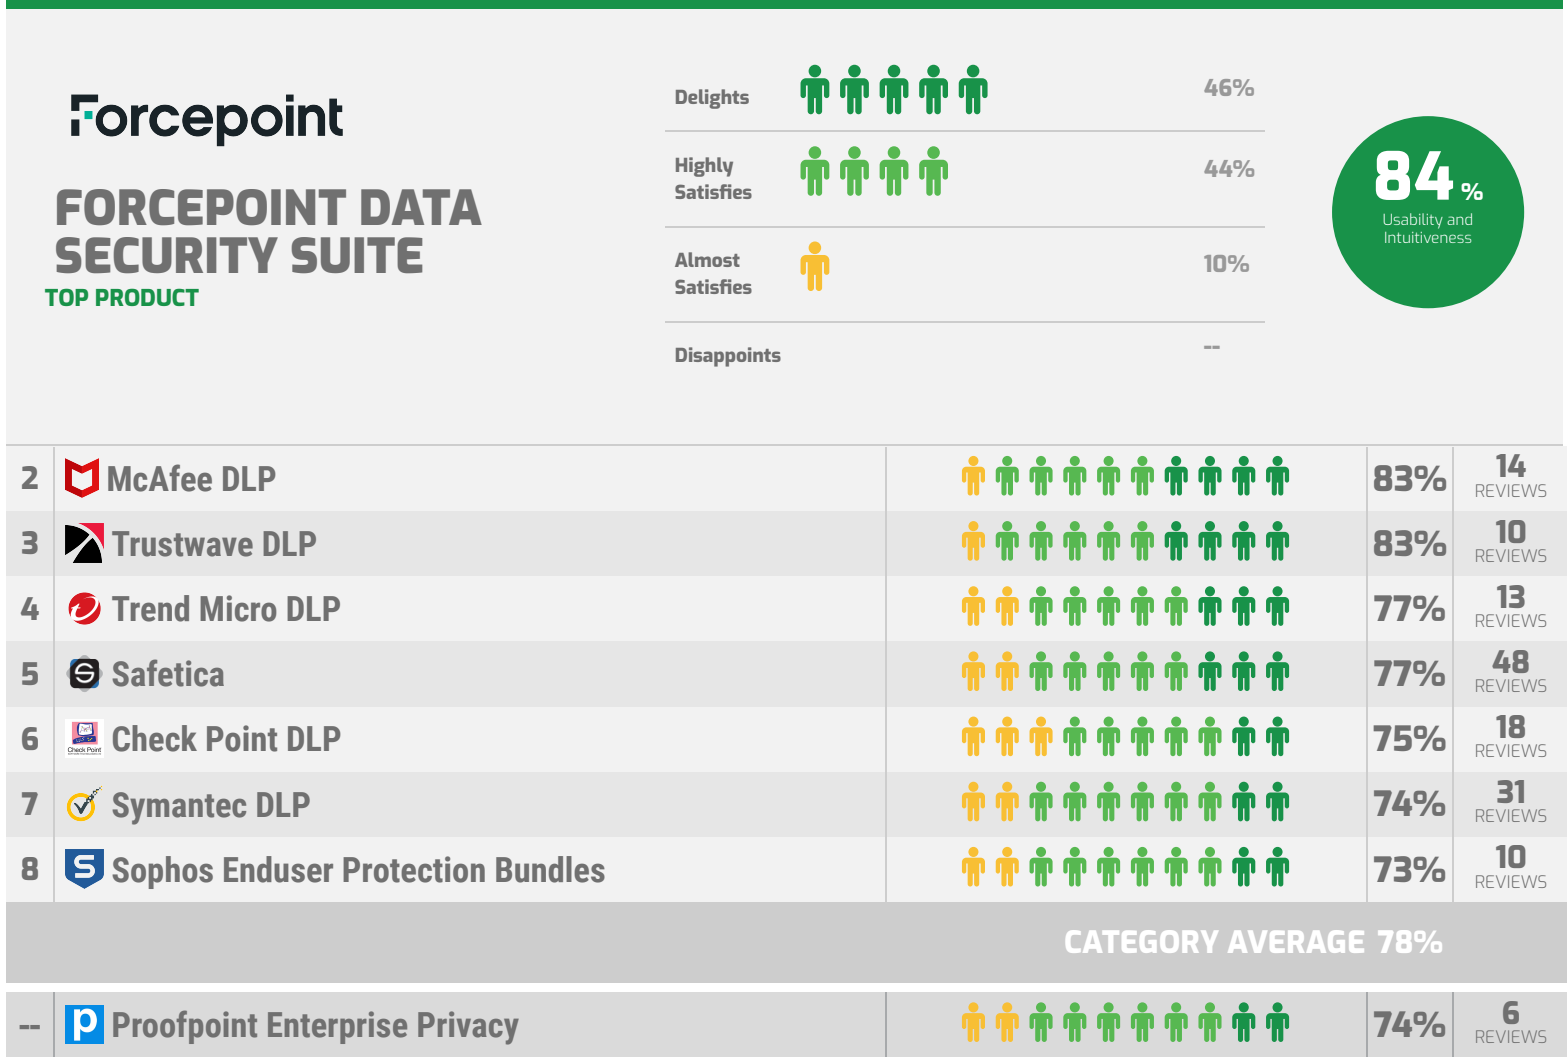 Forcepoint
FORCEPOINT DATA
SECURITY SUITE
TOP PRODUCT
Delights 46%
Highly
Satisfies 44%
Almost
Satisfies 10%
Disappoints --
84%
Usability and
Intuitiveness
2 McAfee DLP 83% 14 REVIEWS
3 Trustwave DLP 83% 10 REVIEWS
4 Trend Micro DLP 77% 13 REVIEWS
5 Safetica 77% 48 REVIEWS
6 Check Point Check Point DLP 75% 18 REVIEWS
7 Symantec DLP 74% 31 REVIEWS
8 S Sophos Enduser Protection Bundles 73% 10 REVIEWS
CATEGORY AVERAGE 78%
-- p Proofpoint Enterprise Privacy 74% 6 REVIEWS